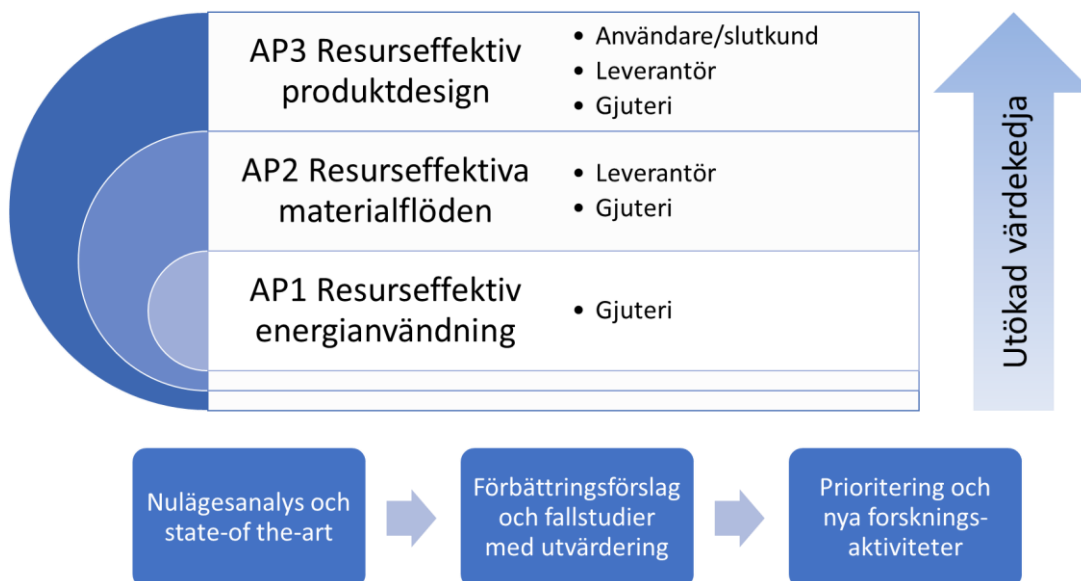 AP3 Resurseffektiv
produktdesign
• Användare/slutkund
• Leverantör
• Gjuteri
AP2 Resurseffektiva
materialflöden
• Leverantör
• Gjuteri
AP1 Resurseffektiv
energianvändning
• Gjuteri
Utökad värdekedja
Nulägesanalys och
state-of the-art
Förbättringsförslag
och fallstudier
med utvärdering
Prioritering och
nya forsknings-
aktiviteter